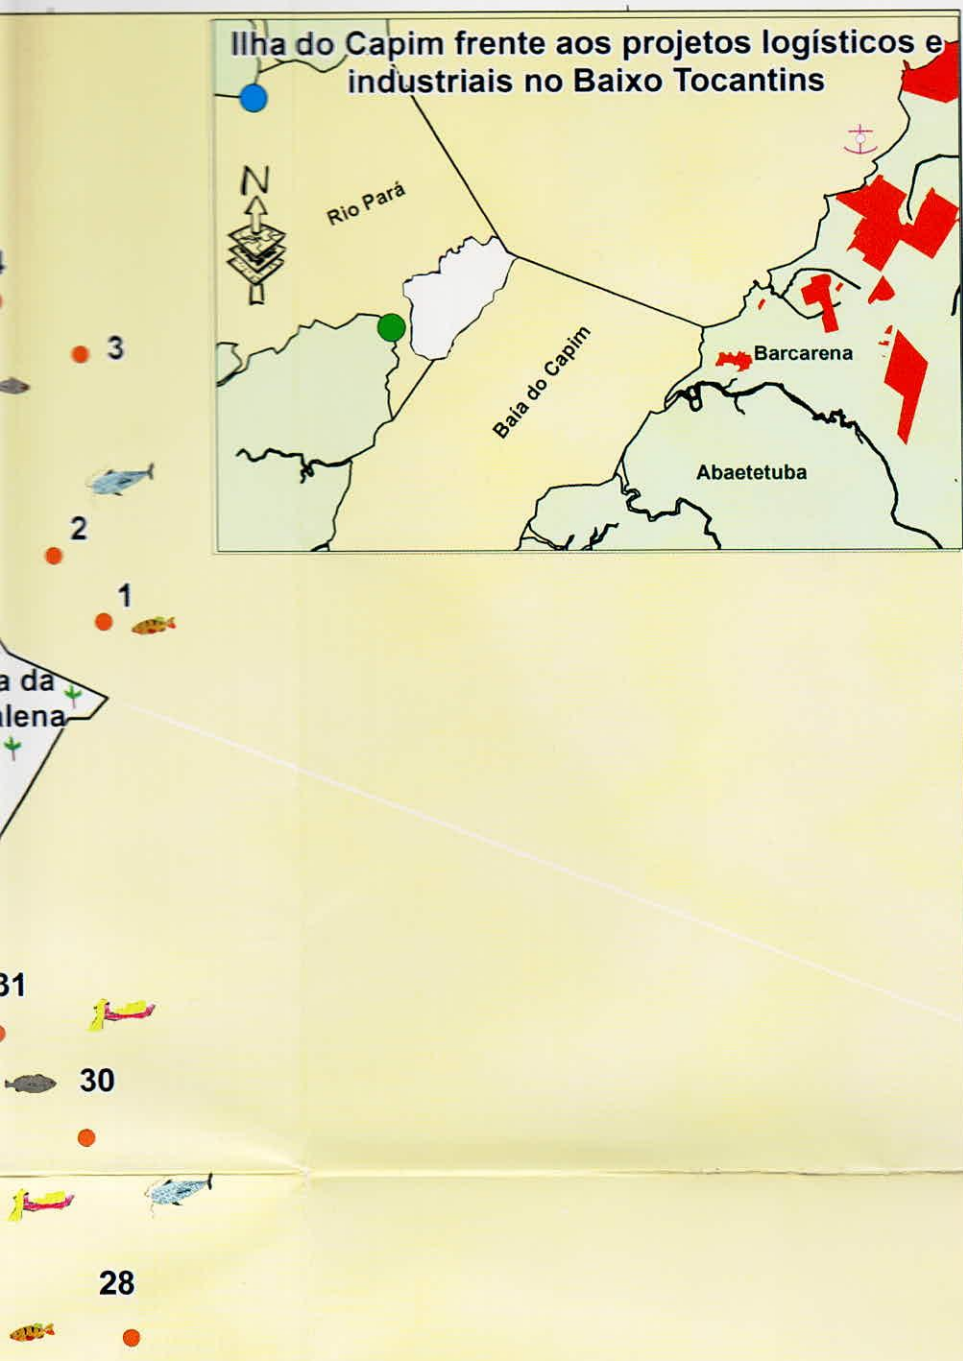 Ilha do Capim frente aos projetos logísticos e
industriais no Baixo Tocantins
N
Rio Pará
Baía do Capim
Barcarena
Abaetetuba
3
2
1
a da
alena
31
30
28